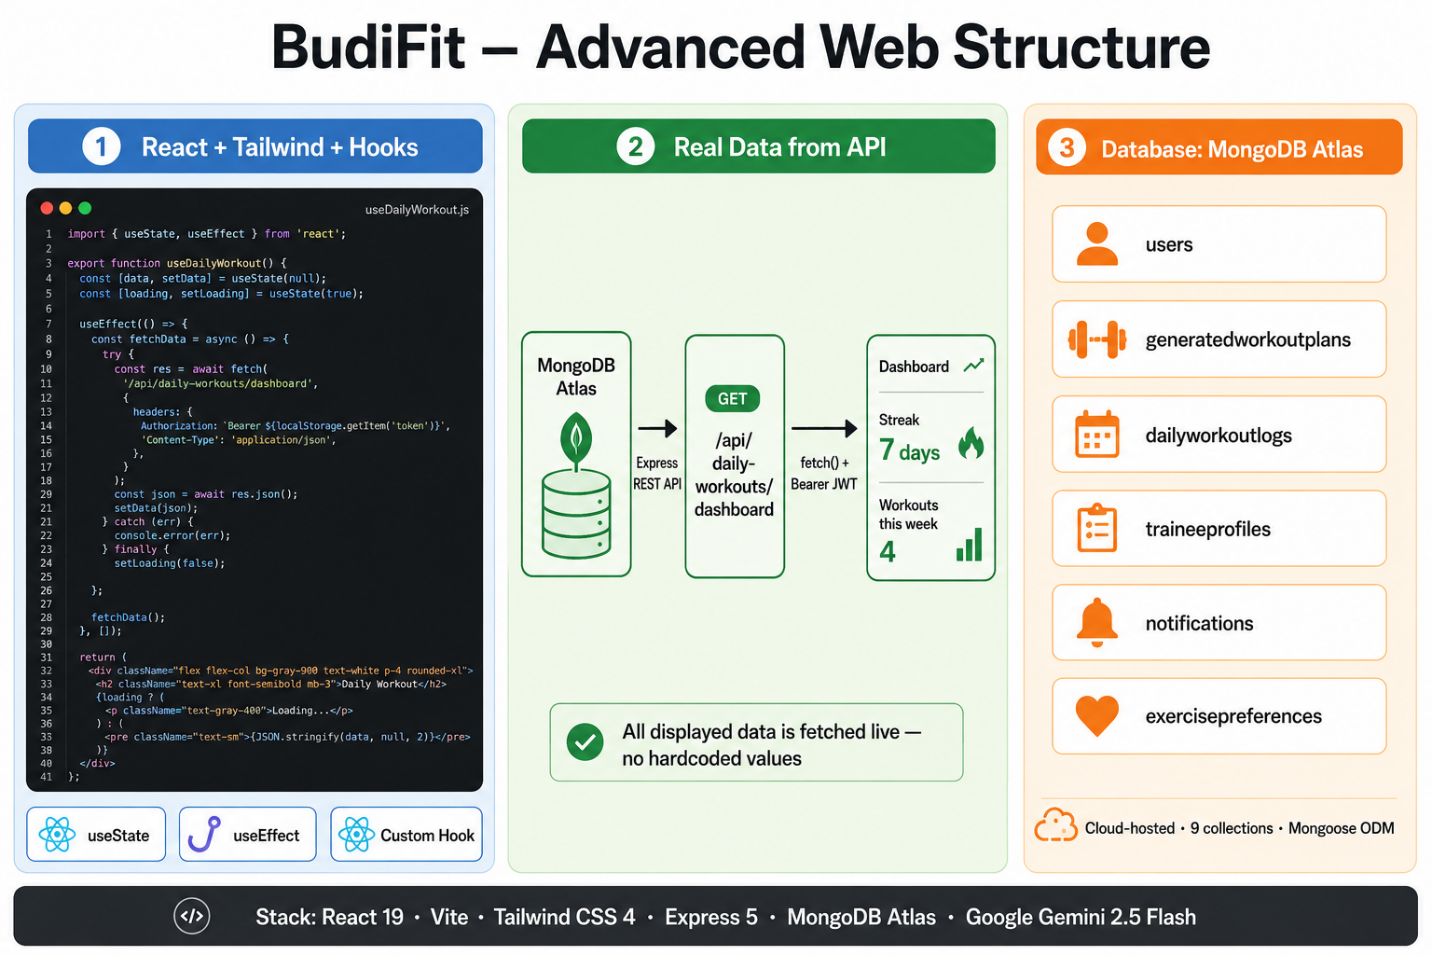 BudiFit – Advanced Web Structure
1 React + Tailwind + Hooks
useDailyWorkout.js
1 import { useState, useEffect } from 'react';
2
3 export function useDailyWorkout() {
4 const [data, setData] = useState(null);
5 const [loading, setLoading] = useState(true);
6
7 useEffect(() => {
8 const fetchData = async () => {
9 try {
10 const res = await fetch(
11 '/api/daily-workouts/dashboard',
12 {
13 headers: {
14 Authorization: `Bearer ${localStorage.getItem('token')}`,
15 'Content-Type': 'application/json',
16 },
17 }
18 );
29 const json = await res.json();
21 setData(json);
21 } catch (err) {
22 console.error(err);
23 } finally {
24 setLoading(false);
25
26 };
27
28 fetchData();
29 }, []);
30
31 return (
32 <div className="flex flex-col bg-gray-900 text-white p-4 rounded-xl">
33 <h2 className="text-xl font-semibold mb-3">Daily Workout</h2>
34 {loading ? (
35 <p className="text-gray-400">Loading...</p>
36 ) : (
33 <pre className="text-sm">{JSON.stringify(data, null, 2)}</pre>
38 )}
40 </div>
41 };
useState
useEffect
Custom Hook
2 Real Data from API
MongoDB
Atlas
Express
REST API
GET
/api/
daily-
workouts/
dashboard
fetch() +
Bearer JWT
Dashboard
Streak
7 days
Workouts
this week
4
All displayed data is fetched live —
no hardcoded values
3 Database: MongoDB Atlas
users
generatedworkoutplans
dailyworkoutlogs
traineeprofiles
notifications
exercisepreferences
Cloud-hosted • 9 collections • Mongoose ODM
</> Stack: React 19 • Vite • Tailwind CSS 4 • Express 5 • MongoDB Atlas • Google Gemini 2.5 Flash